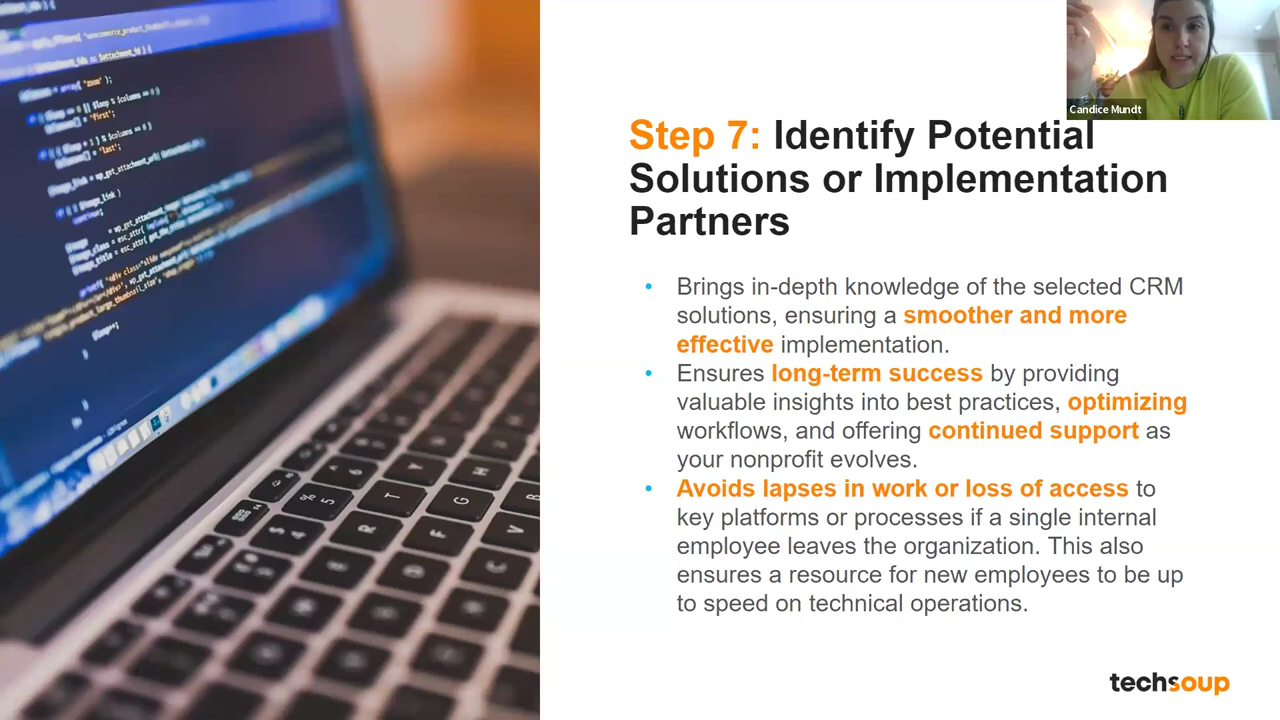 Candice Mundt
Step 7: Identify Potential
Solutions or Implementation
Partners
• Brings in-depth knowledge of the selected CRM
solutions, ensuring a smoother and more
effective implementation.
• Ensures long-term success by providing
valuable insights into best practices, optimizing
workflows, and offering continued support as
your nonprofit evolves.
• Avoids lapses in work or loss of access to
key platforms or processes if a single internal
employee leaves the organization. This also
ensures a resource for new employees to be up
to speed on technical operations.
techsoup